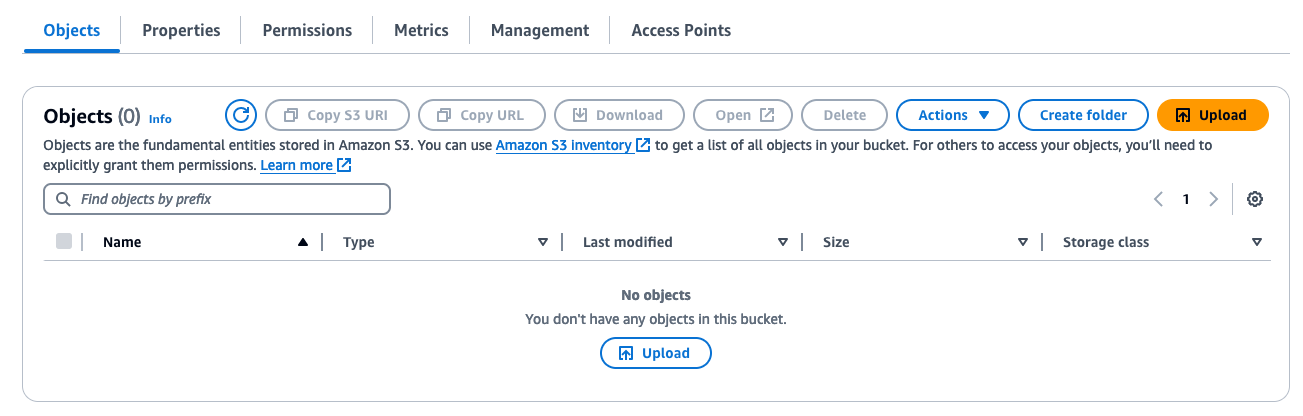 Objects Properties Permissions Metrics Management Access Points
Objects (0) Info Copy S3 URI Copy URL Download Open Delete Actions Create folder Upload
Objects are the fundamental entities stored in Amazon S3. You can use Amazon S3 inventory to get a list of all objects in your bucket. For others to access your objects, you'll need to
explicitly grant them permissions. Learn more
Find objects by prefix 1
Name Type Last modified Size Storage class
No objects
You don't have any objects in this bucket.
Upload